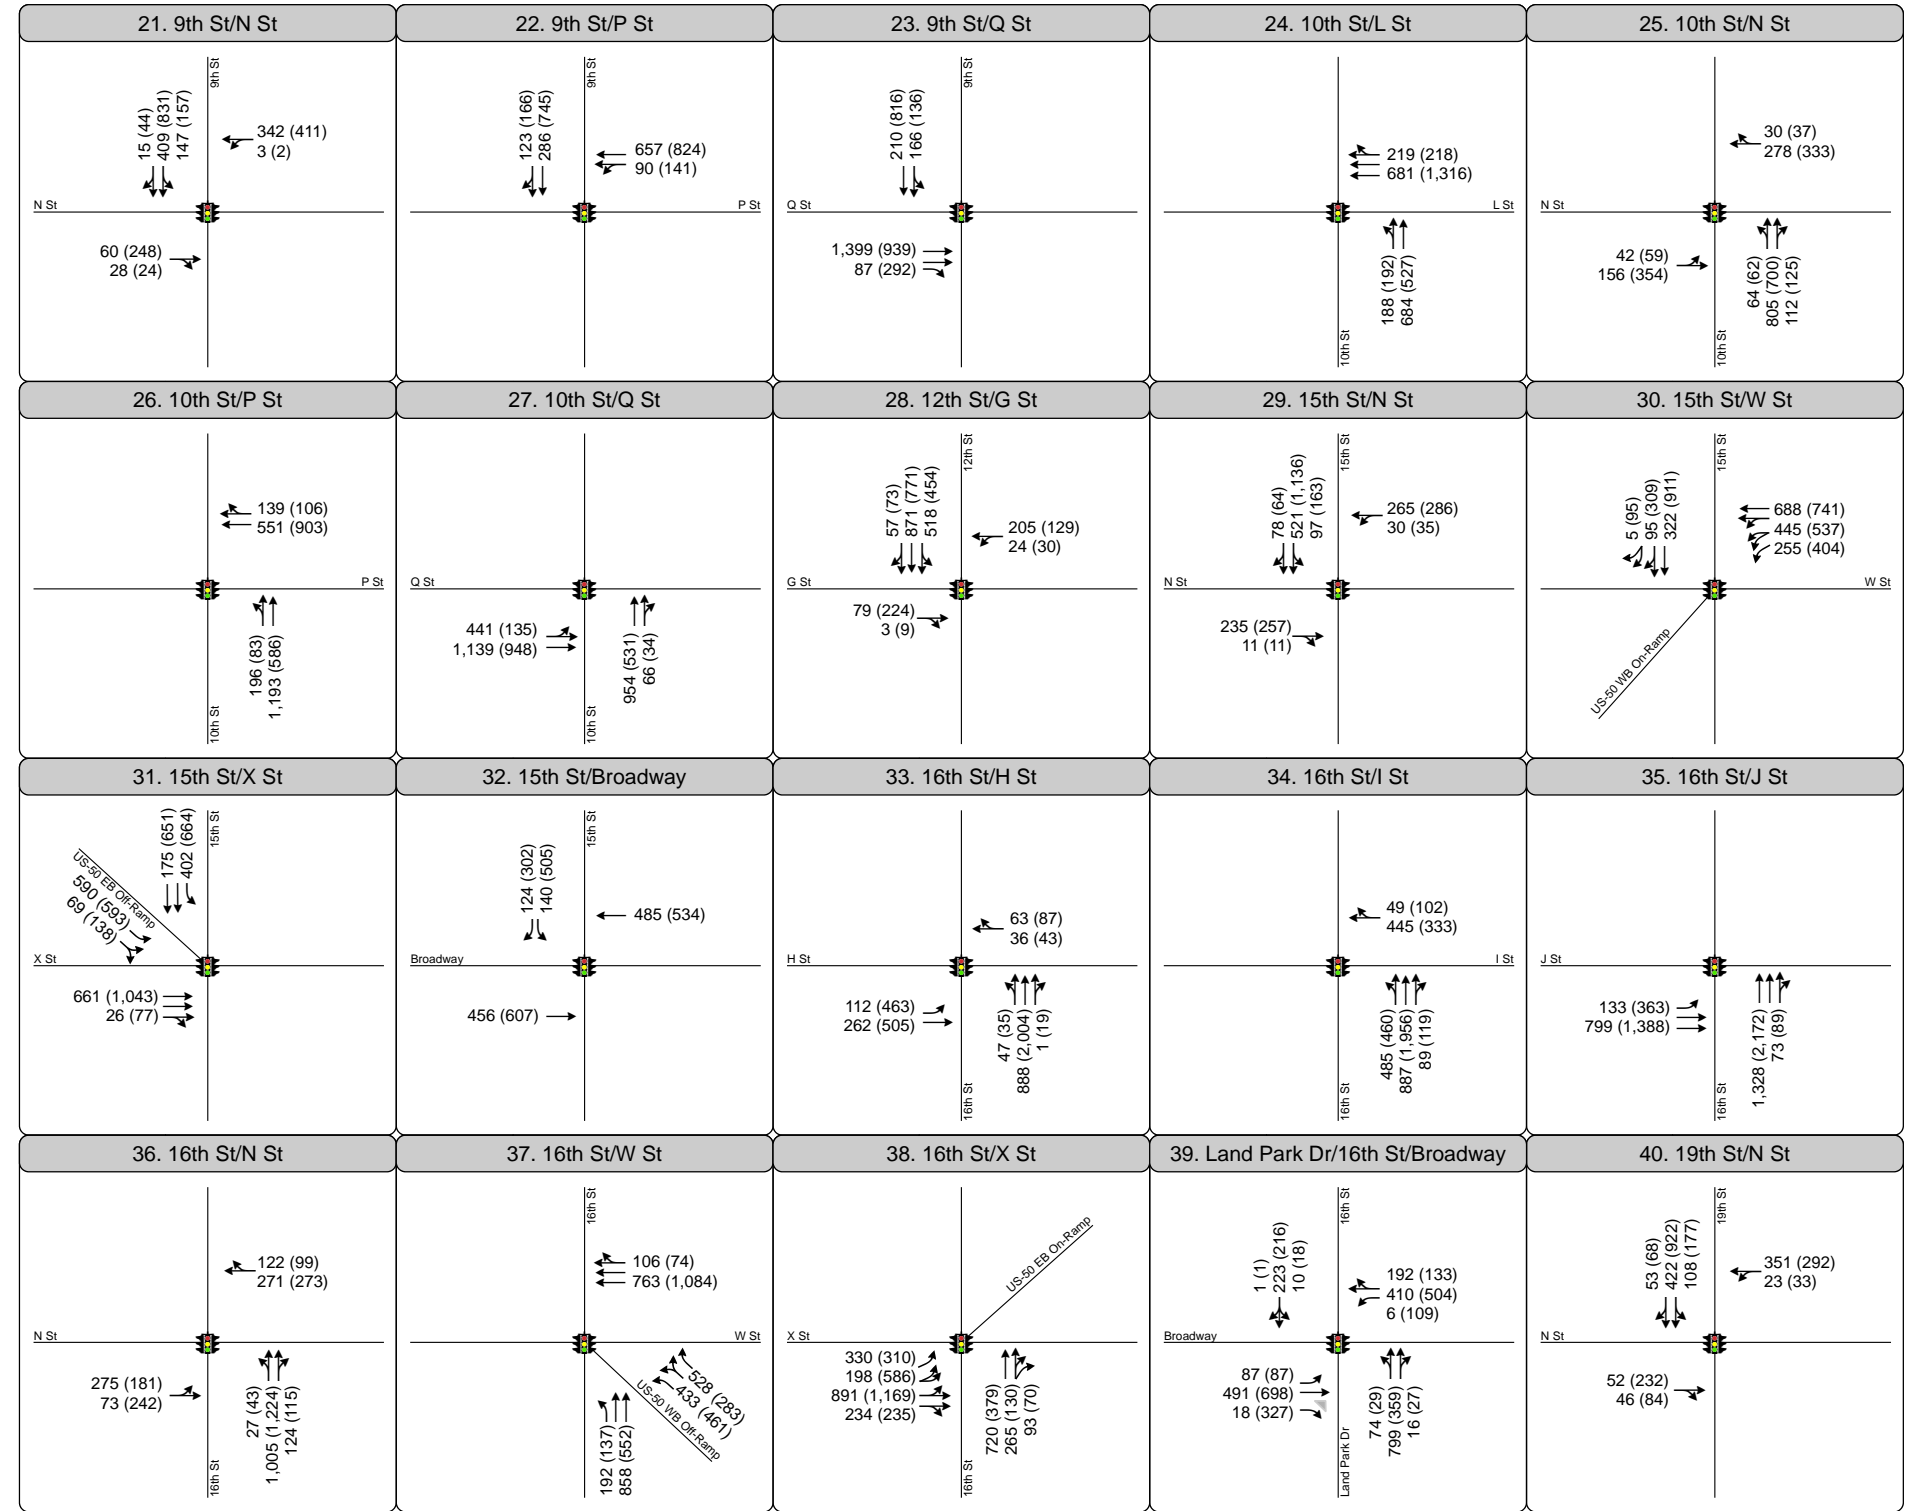 21. 9th St/N St
9th St
15 (44)
409 (831)
147 (157)
342 (411)
3 (2)
N St
60 (248)
28 (24)
22. 9th St/P St
9th St
123 (166)
286 (745)
657 (824)
90 (141)
P St
23. 9th St/Q St
9th St
210 (816)
166 (136)
Q St
1,399 (939)
87 (292)
24. 10th St/L St
219 (218)
681 (1,316)
L St
188 (192)
684 (527)
10th St
25. 10th St/N St
30 (37)
278 (333)
N St
42 (59)
156 (354)
64 (62)
805 (700)
112 (125)
10th St
26. 10th St/P St
139 (106)
551 (903)
P St
196 (83)
1,193 (586)
10th St
27. 10th St/Q St
Q St
441 (135)
1,139 (948)
954 (531)
66 (34)
10th St
28. 12th St/G St
12th St
57 (73)
871 (771)
518 (454)
205 (129)
24 (30)
G St
79 (224)
3 (9)
29. 15th St/N St
15th St
78 (64)
521 (1,136)
97 (163)
265 (286)
30 (35)
N St
235 (257)
11 (11)
30. 15th St/W St
15th St
5 (95)
95 (309)
322 (911)
688 (741)
445 (537)
255 (404)
W St
US-50 WB On-Ramp
31. 15th St/X St
15th St
175 (651)
402 (664)
US-50 EB Off-Ramp
590 (593)
69 (138)
X St
661 (1,043)
26 (77)
32. 15th St/Broadway
15th St
124 (302)
140 (505)
485 (534)
Broadway
456 (607)
33. 16th St/H St
63 (87)
36 (43)
H St
112 (463)
262 (505)
47 (35)
888 (2,004)
1 (19)
16th St
34. 16th St/I St
49 (102)
445 (333)
I St
485 (460)
887 (1,956)
89 (119)
16th St
35. 16th St/J St
J St
133 (363)
799 (1,388)
1,328 (2,172)
73 (89)
16th St
36. 16th St/N St
122 (99)
271 (273)
N St
275 (181)
73 (242)
27 (43)
1,005 (1,224)
124 (115)
16th St
37. 16th St/W St
16th St
106 (74)
763 (1,084)
W St
528 (283)
433 (461)
US-50 WB Off-Ramp
192 (137)
858 (552)
38. 16th St/X St
US-50 EB On-Ramp
X St
330 (310)
198 (586)
891 (1,169)
234 (235)
720 (379)
265 (130)
93 (70)
16th St
39. Land Park Dr/16th St/Broadway
16th St
1 (1)
223 (216)
10 (18)
192 (133)
410 (504)
6 (109)
Broadway
87 (87)
491 (698)
18 (327)
74 (29)
799 (359)
16 (27)
Land Park Dr
40. 19th St/N St
19th St
53 (68)
422 (922)
108 (177)
351 (292)
23 (33)
N St
52 (232)
46 (84)